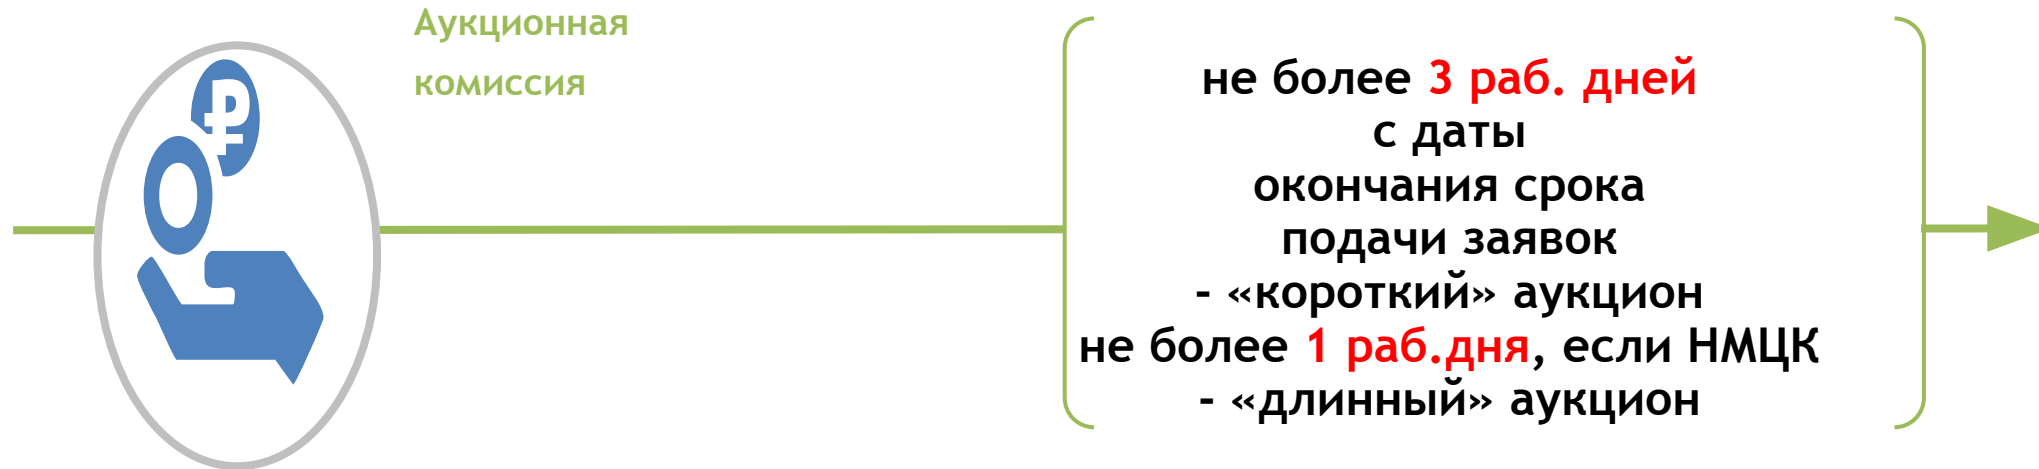 Аукционная
комиссия
не более 3 раб. дней
с даты
окончания срока
подачи заявок
- «короткий» аукцион
не более 1 раб.дня, если НМЦК
- «длинный» аукцион